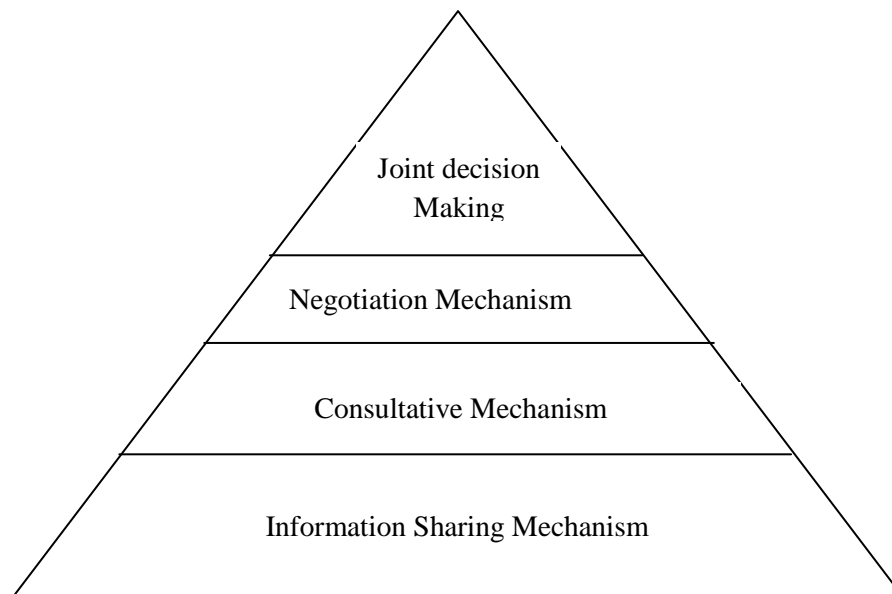 Joint decision
Making
Negotiation Mechanism
Consultative Mechanism
Information Sharing Mechanism